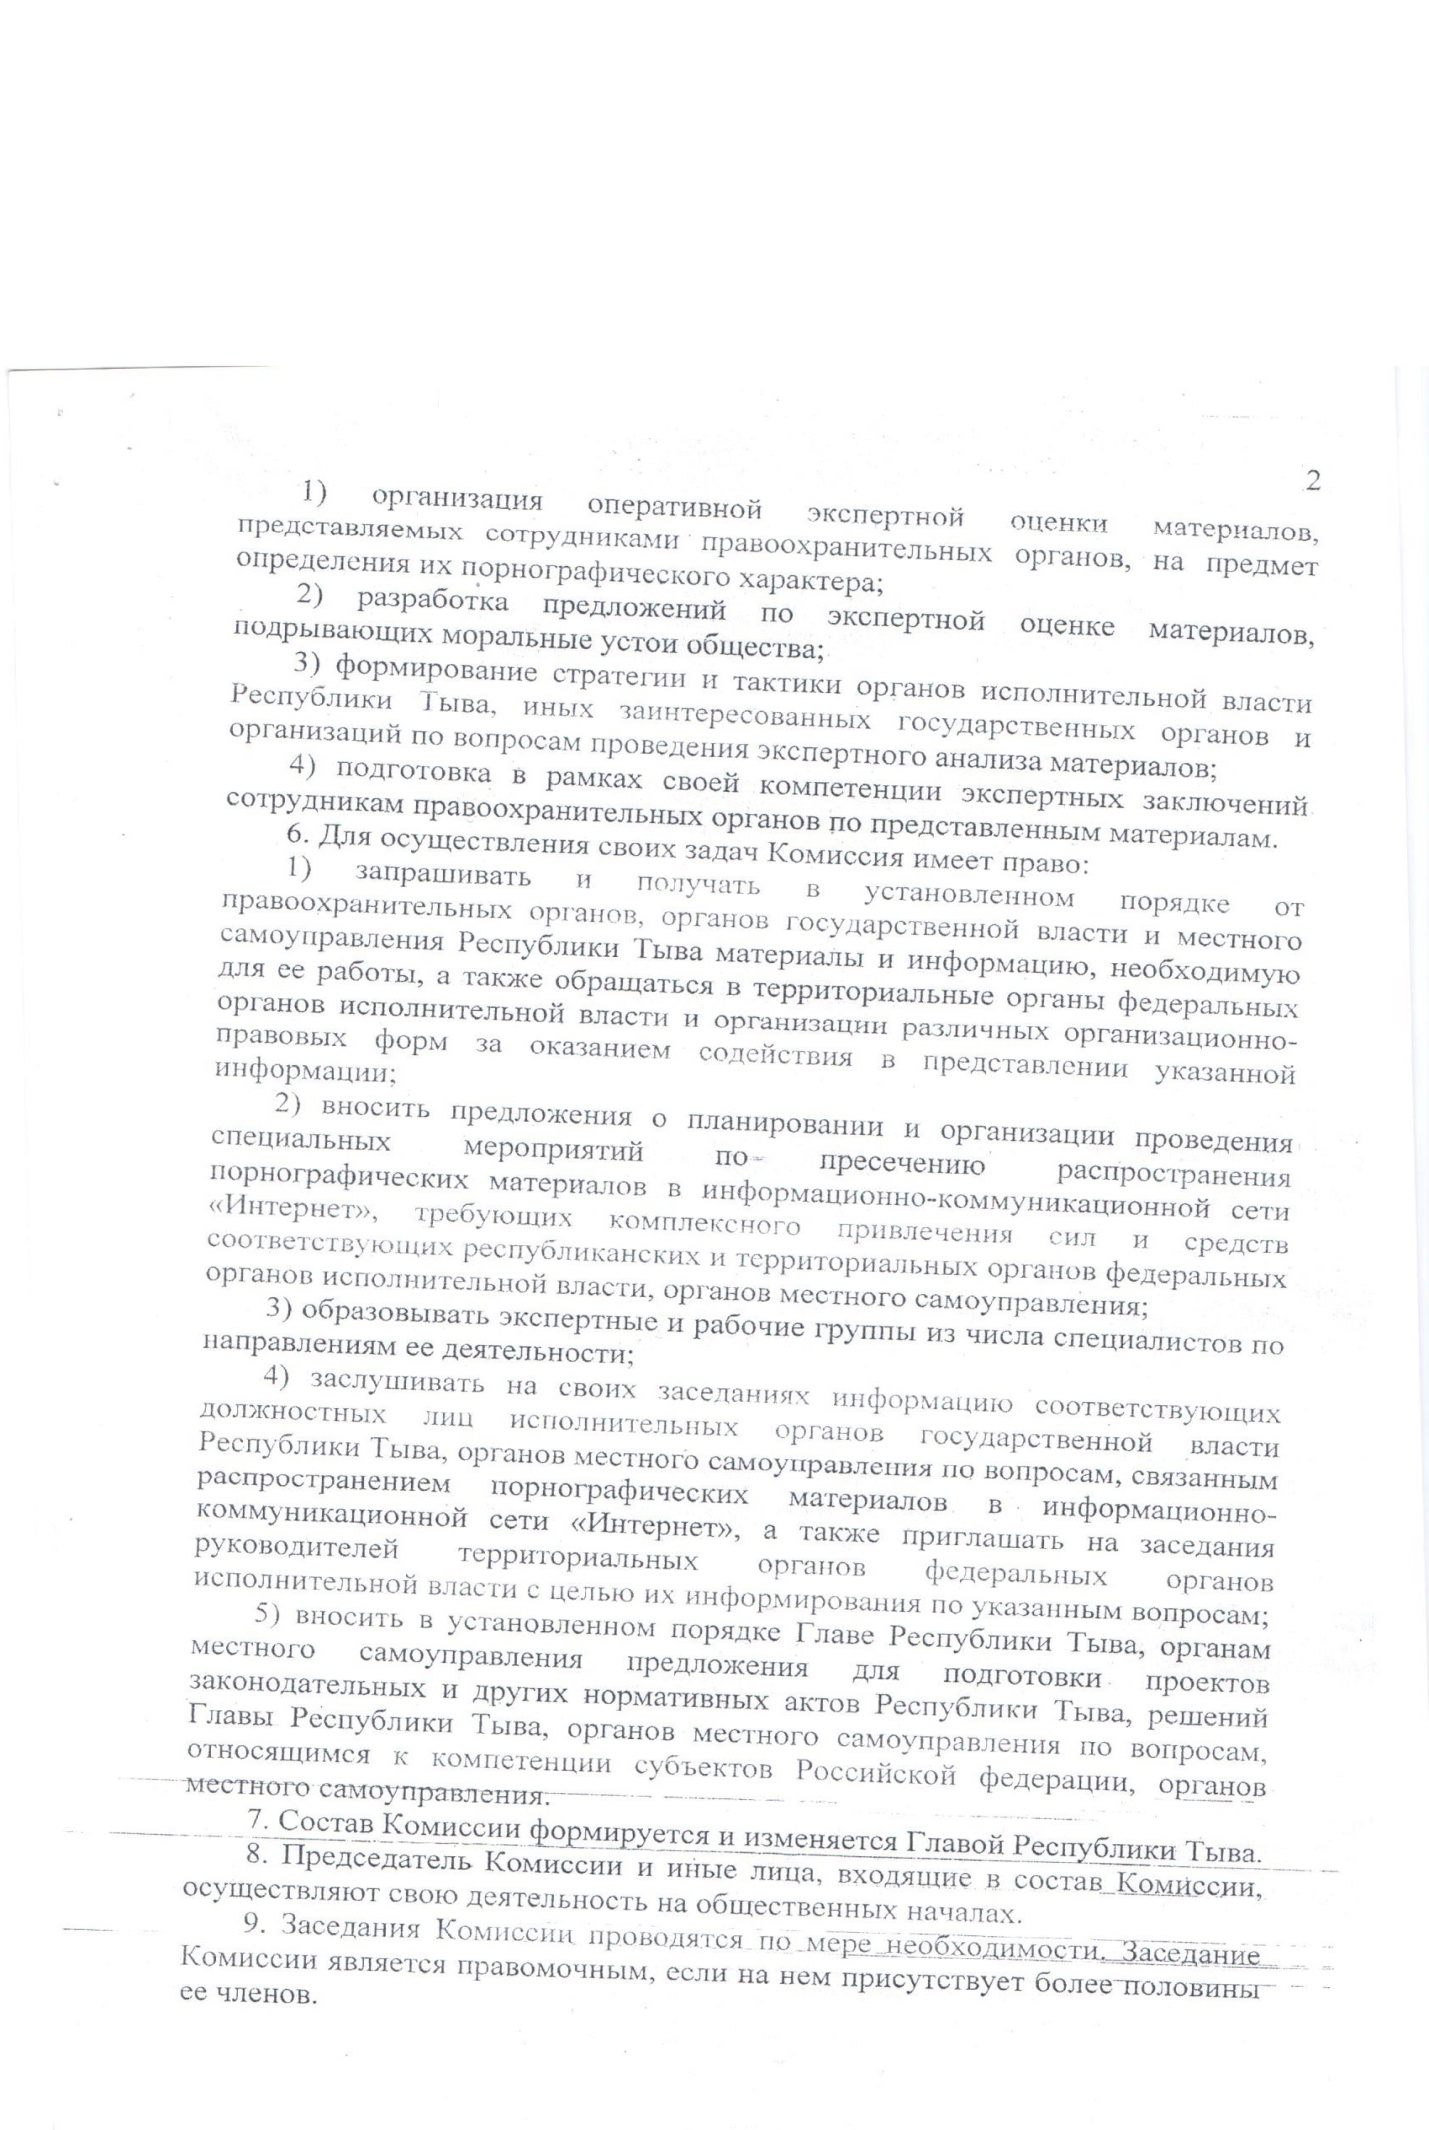 2
1) организация оперативной экспертной оценки материалов,
представляемых сотрудниками правоохранительных органов, на предмет
определения их порнографического характера;
2) разработка предложений по экспертной оценке материалов,
подрывающих моральные устои общества;
3) формирование стратегии и тактики органов исполнительной власти
Республики Тыва, иных заинтересованных государственных органов и
организаций по вопросам проведения экспертного анализа материалов;
4) подготовка в рамках своей компетенции экспертных заключений
сотрудникам правоохранительных органов по представленным материалам.
6. Для осуществления своих задач Комиссия имеет право:
1) запрашивать и получать в установленном порядке от
правоохранительных органов, органов государственной власти и местного
самоуправления Республики Тыва материалы и информацию, необходимую
для ее работы, а также обращаться в территориальные органы федеральных
органов исполнительной власти и организации различных организационно-
правовых форм за оказанием содействия в представлении указанной
информации;
2) вносить предложения о планировании и организации проведения
специальных мероприятий по пресечению распространения
порнографических материалов в информационно-коммуникационной сети
«Интернет», требующих комплексного привлечения сил и средств
соответствующих республиканских и территориальных органов федеральных
органов исполнительной власти, органов местного самоуправления;
3) образовывать экспертные и рабочие группы из числа специалистов по
направлениям ее деятельности;
4) заслушивать на своих заседаниях информацию соответствующих
должностных лиц исполнительных органов государственной власти
Республики Тыва, органов местного самоуправления по вопросам, связанным
распространением порнографических материалов в информационно-
коммуникационной сети «Интернет», а также приглашать на заседания
руководителей территориальных органов федеральных органов
исполнительной власти с целью их информирования по указанным вопросам;
5) вносить в установленном порядке Главе Республики Тыва, органам
местного самоуправления предложения для подготовки проектов
законодательных и других нормативных актов Республики Тыва, решений
Главы Республики Тыва, органов местного самоуправления по вопросам,
относящимся к компетенции субъектов Российской федерации, органов
местного самоуправления.
7. Состав Комиссии формируется и изменяется Главой Республики Тыва.
8. Председатель Комиссии и иные лица, входящие в состав Комиссии,
осуществляют свою деятельность на общественных началах.
9. Заседания Комиссии проводятся по мере необходимости. Заседание
Комиссии является правомочным, если на нем присутствует более половины
ее членов.